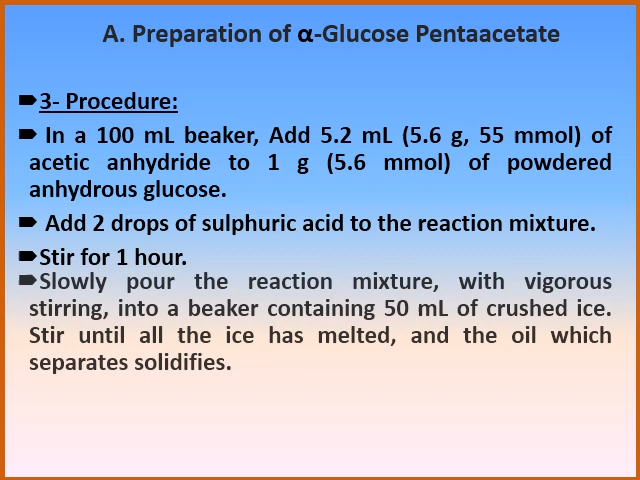 A. Preparation of α-Glucose Pentaacetate
3- Procedure:
In a 100 mL beaker, Add 5.2 mL (5.6 g, 55 mmol) of
acetic anhydride to 1 g (5.6 mmol) of powdered
anhydrous glucose.
Add 2 drops of sulphuric acid to the reaction mixture.
Stir for 1 hour.
Slowly pour the reaction mixture, with vigorous
stirring, into a beaker containing 50 mL of crushed ice.
Stir until all the ice has melted, and the oil which
separates solidifies.